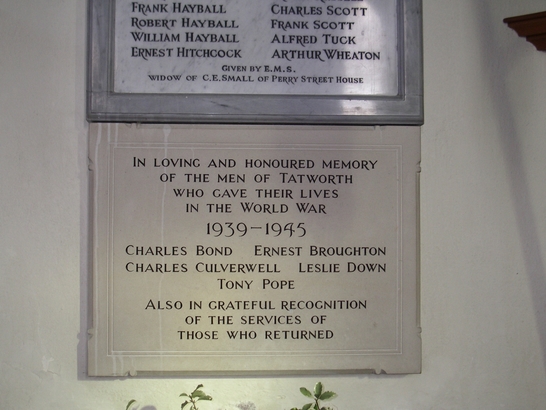 FRANK HAYBALL CHARLES SCOTT
ROBERT HAYBALL FRANK SCOTT
WILLIAM HAYBALL ALFRED TUCK
ERNEST HITCHCOCK ARTHUR WHEATON
GIVEN BY E.M.S.
WIDOW OF C.E. SMALL OF PERRY STREET HOUSE
IN LOVING AND HONOURED MEMORY
OF THE MEN OF TATWORTH
WHO GAVE THEIR LIVES
IN THE WORLD WAR
1939-1945
CHARLES BOND ERNEST BROUGHTON
CHARLES CULVERWELL LESLIE DOWN
TONY POPE
ALSO IN GRATEFUL RECOGNITION
OF THE SERVICES OF
THOSE WHO RETURNED